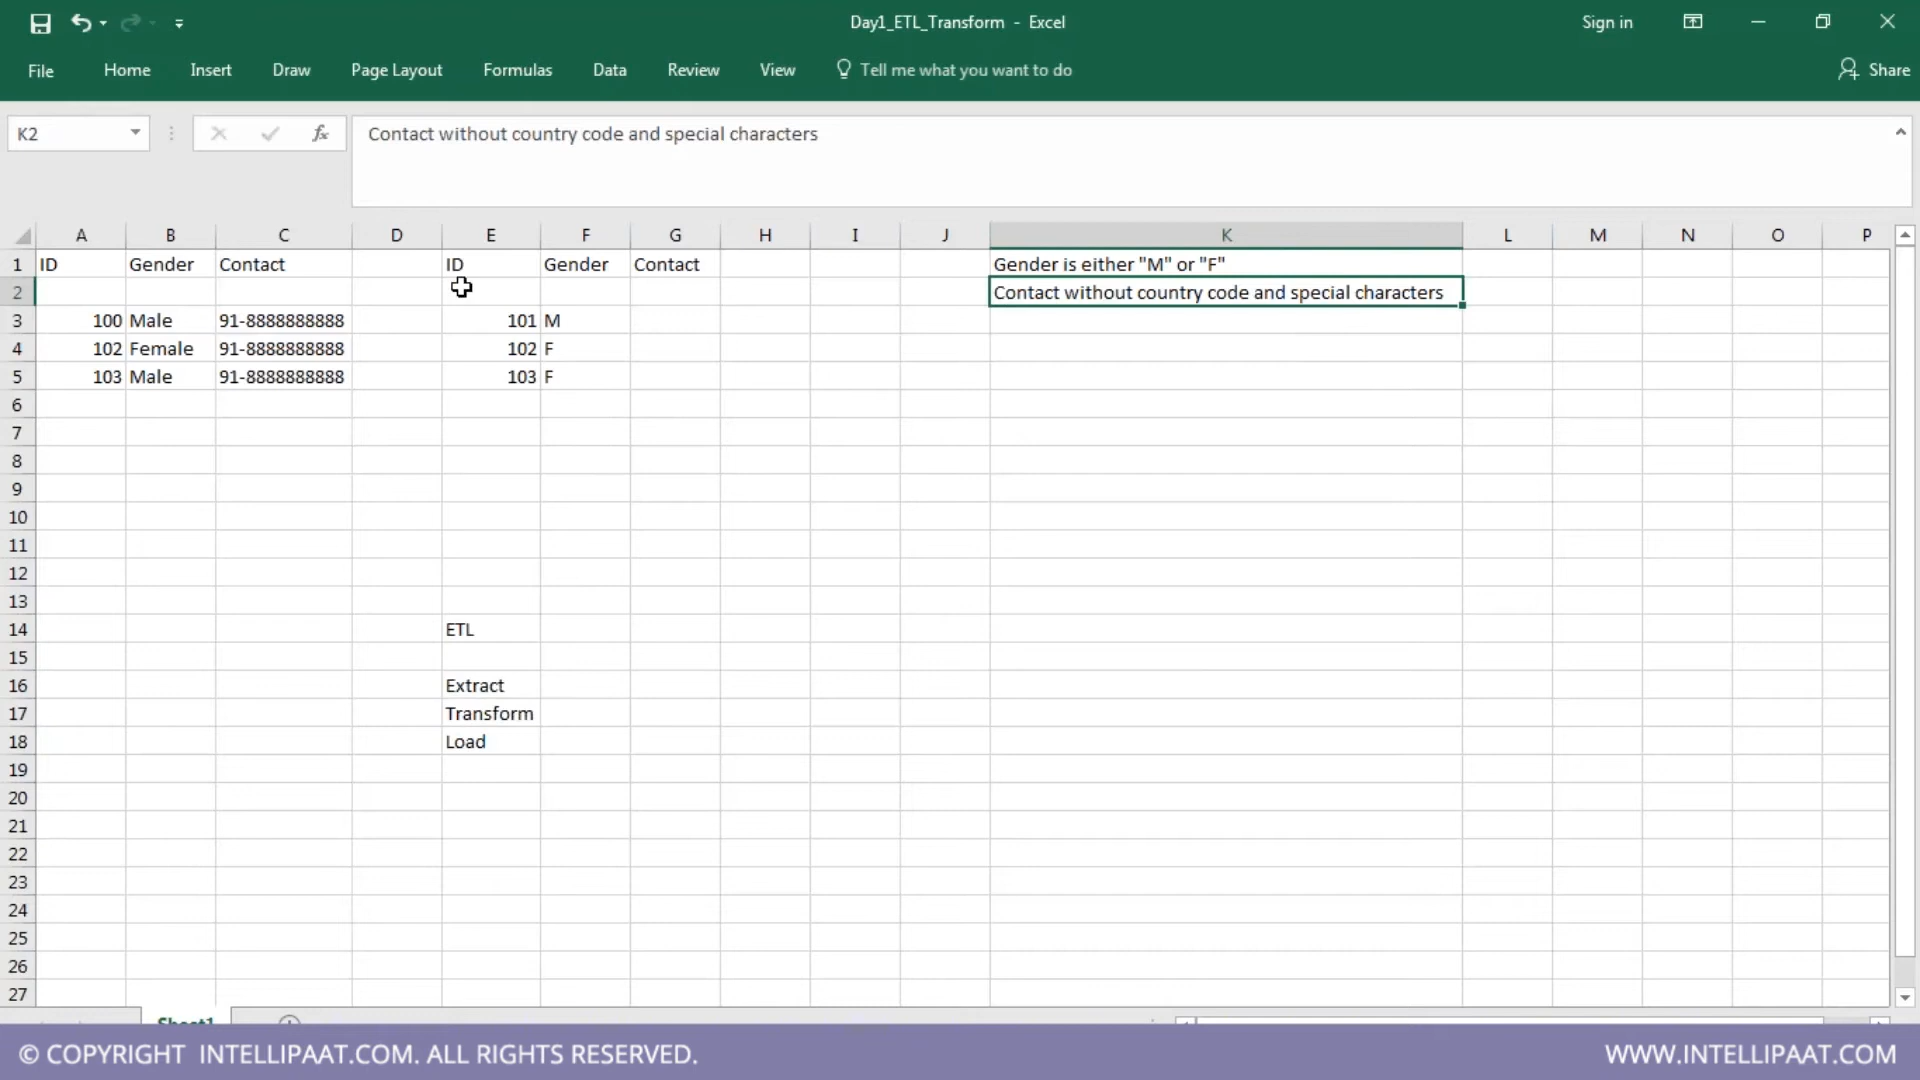 Day1_ETL_Transform - Excel
Sign in
File Home Insert Draw Page Layout Formulas Data Review View Tell me what you want to do Share
K2 fx Contact without country code and special characters
A B C D E F G H I J K L M N O P
1 ID Gender Contact ID Gender Contact Gender is either "M" or "F"
2 Contact without country code and special characters
3 100 Male 91-8888888888 101 M
4 102 Female 91-8888888888 102 F
5 103 Male 91-8888888888 103 F
6
7
8
9
10
11
12
13
14 ETL
15
16 Extract
17 Transform
18 Load
19
20
21
22
23
24
25
26
27
Sheet1
© COPYRIGHT INTELLIPAAT.COM. ALL RIGHTS RESERVED. WWW.INTELLIPAAT.COM